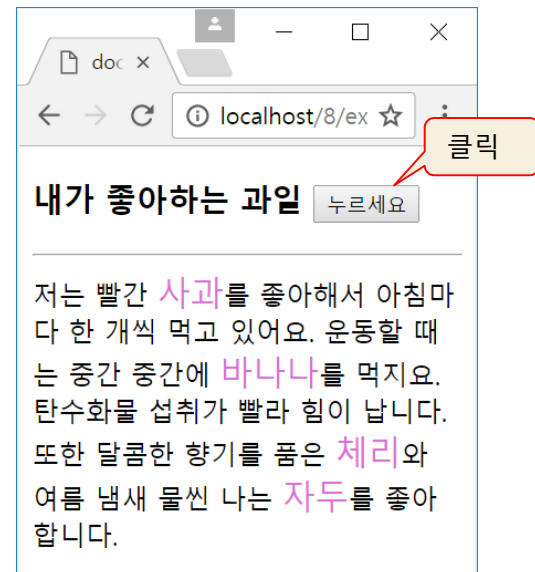 doc
localhost/8/ex
클릭
내가 좋아하는 과일 누르세요
저는 빨간 사과를 좋아해서 아침마
다 한 개씩 먹고 있어요. 운동할 때
는 중간 중간에 바나나를 먹지요.
탄수화물 섭취가 빨라 힘이 납니다.
또한 달콤한 향기를 품은 체리와
여름 냄새 물씬 나는 자두를 좋아
합니다.